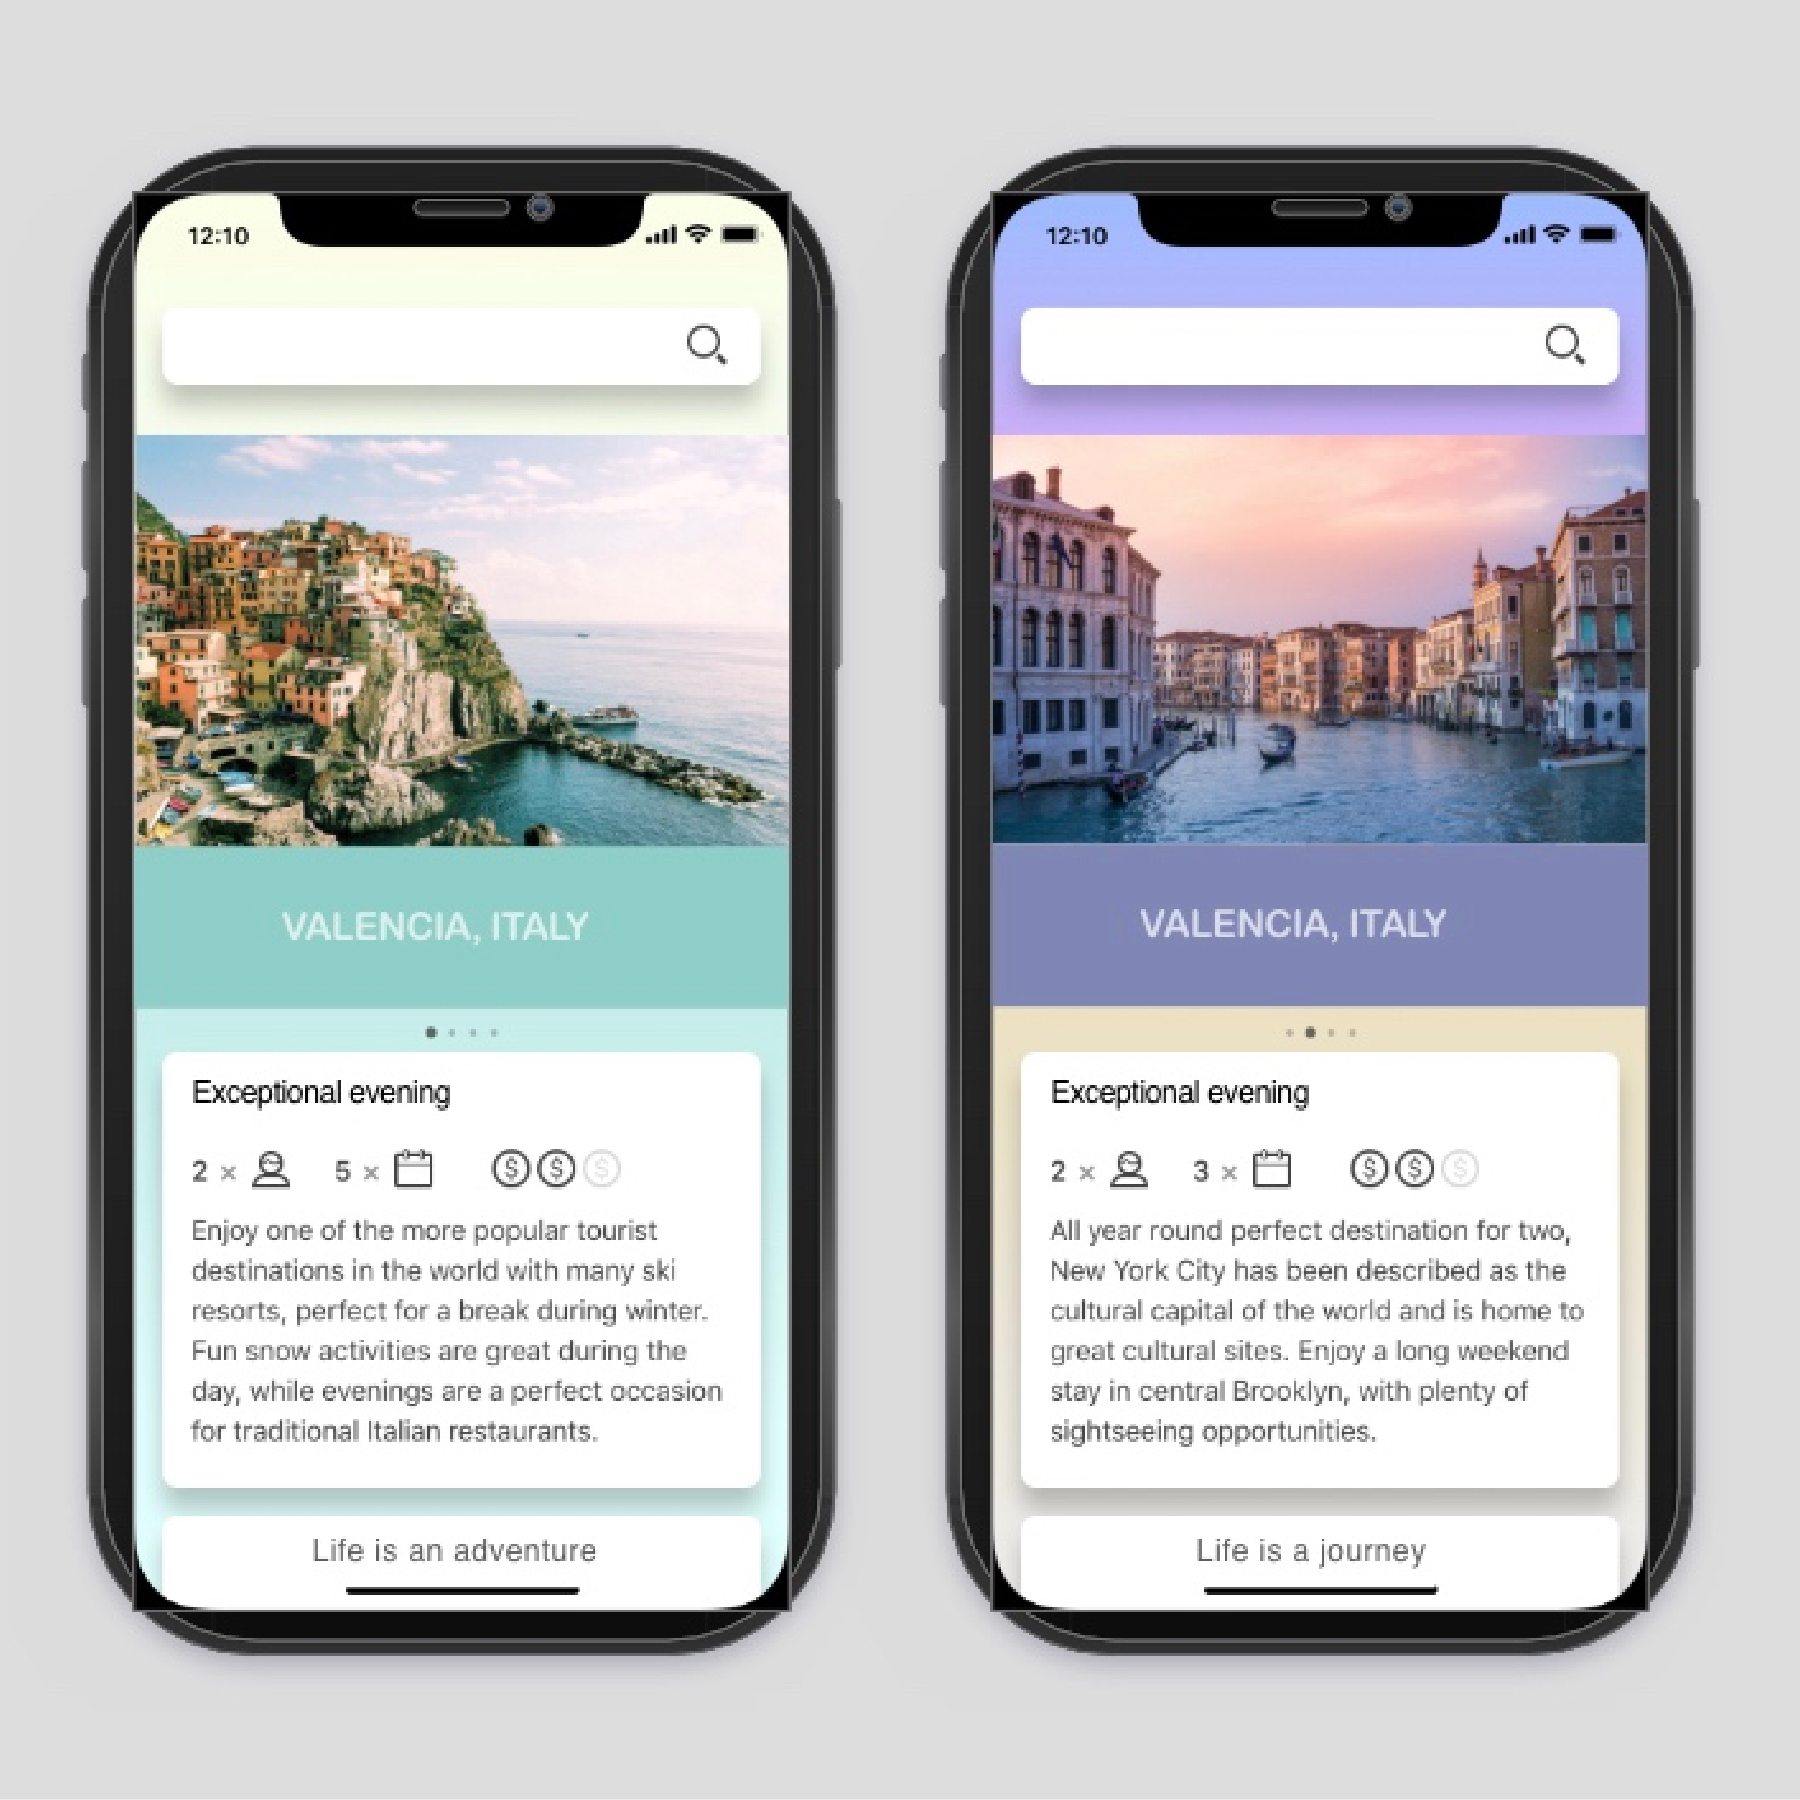 12:10
VALENCIA, ITALY
Exceptional evening
2 × 5 ×
Enjoy one of the more popular tourist
destinations in the world with many ski
resorts, perfect for a break during winter.
Fun snow activities are great during the
day, while evenings are a perfect occasion
for traditional Italian restaurants.
Life is an adventure
12:10
VALENCIA, ITALY
Exceptional evening
2 × 3 ×
All year round perfect destination for two,
New York City has been described as the
cultural capital of the world and is home to
great cultural sites. Enjoy a long weekend
stay in central Brooklyn, with plenty of
sightseeing opportunities.
Life is a journey